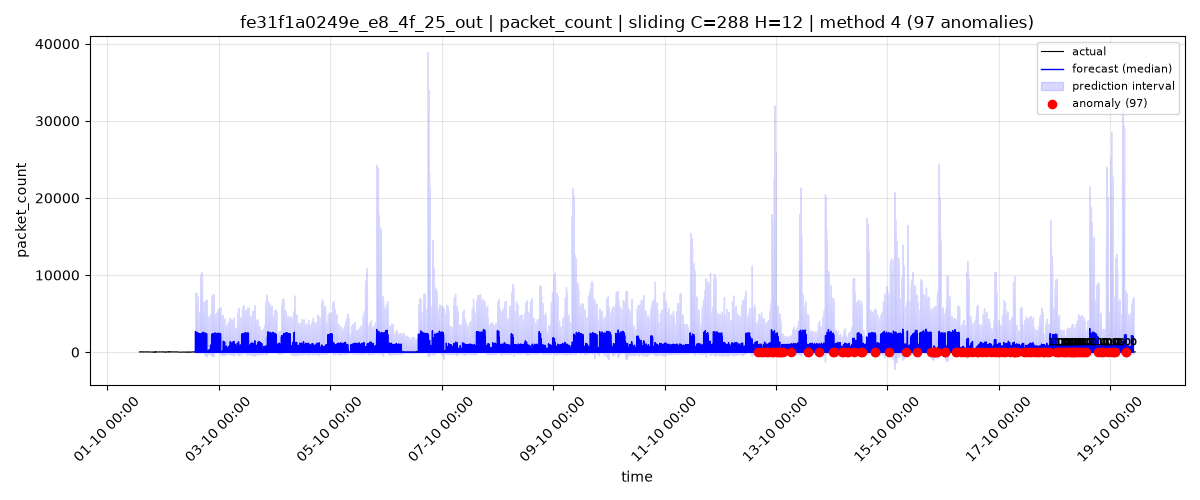 fe31f1a0249e_e8_4f_25_out | packet_count | sliding C=288 H=12 | method 4 (97 anomalies)
actual
forecast (median)
prediction interval
anomaly (97)
packet_count
40000
30000
20000
10000
0
01-10 00:00
03-10 00:00
05-10 00:00
07-10 00:00
09-10 00:00
11-10 00:00
13-10 00:00
15-10 00:00
17-10 00:00
19-10 00:00
time